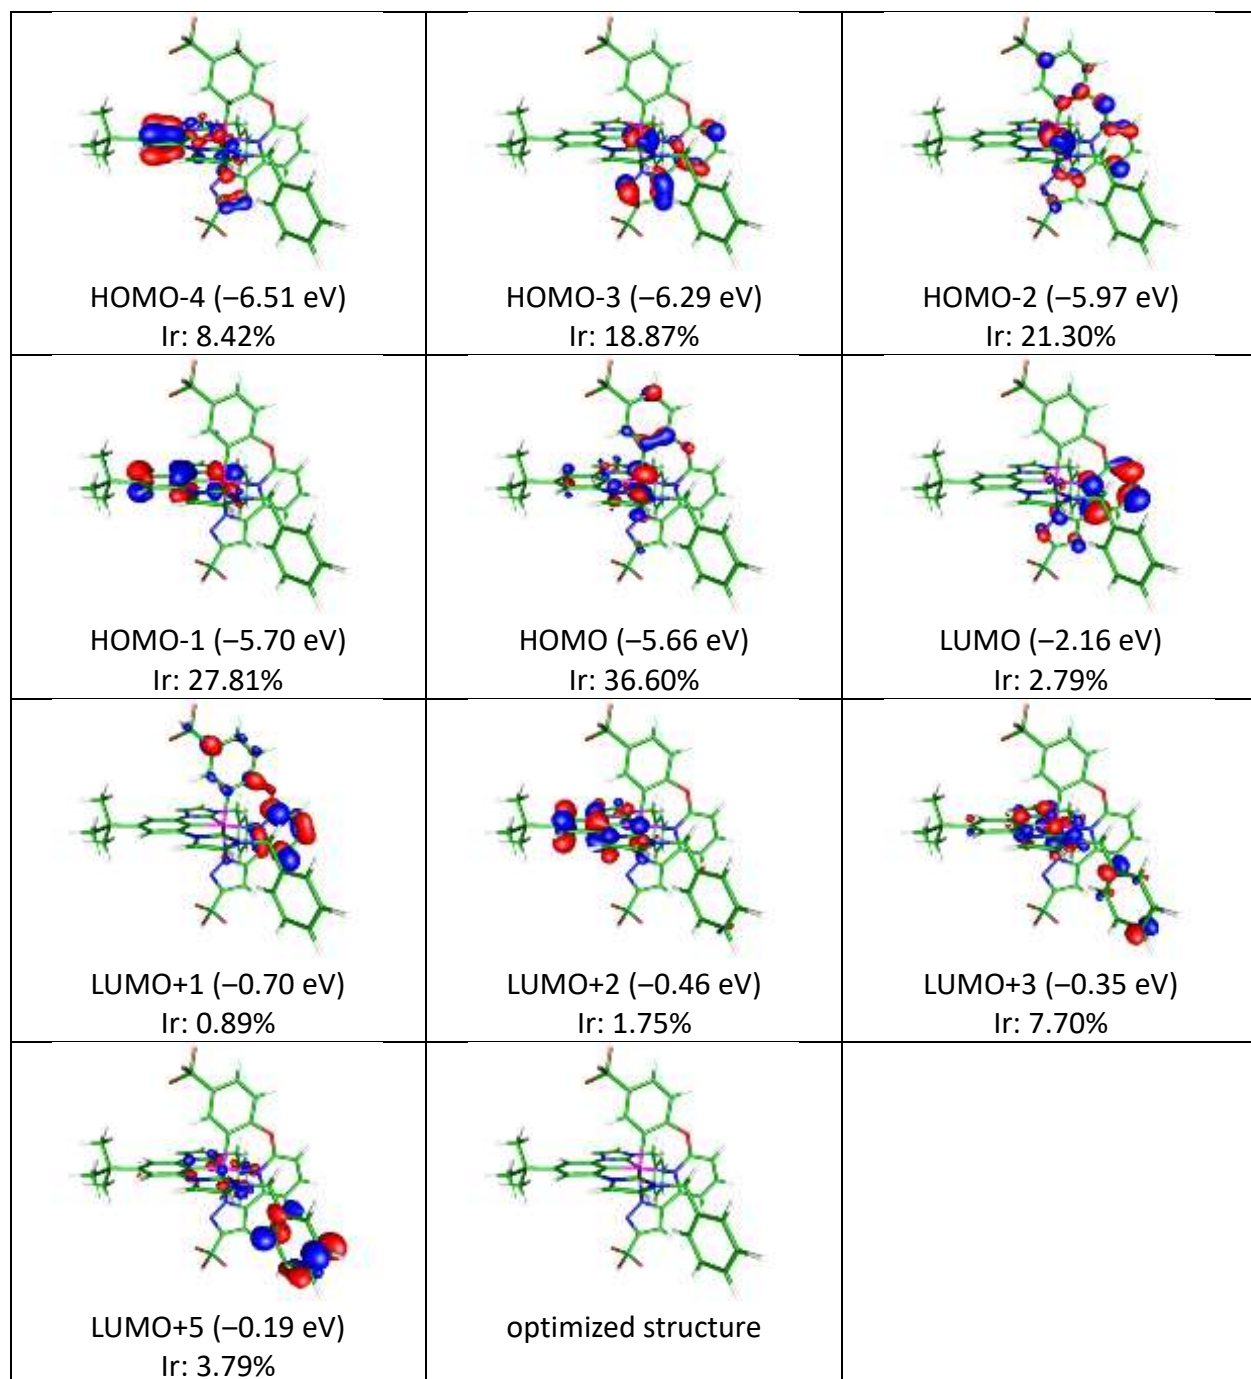 HOMO-4 (–6.51 eV)
Ir: 8.42%
HOMO-3 (–6.29 eV)
Ir: 18.87%
HOMO-2 (–5.97 eV)
Ir: 21.30%
HOMO-1 (–5.70 eV)
Ir: 27.81%
HOMO (–5.66 eV)
Ir: 36.60%
LUMO (–2.16 eV)
Ir: 2.79%
LUMO+1 (–0.70 eV)
Ir: 0.89%
LUMO+2 (–0.46 eV)
Ir: 1.75%
LUMO+3 (–0.35 eV)
Ir: 7.70%
LUMO+5 (–0.19 eV)
Ir: 3.79%
optimized structure